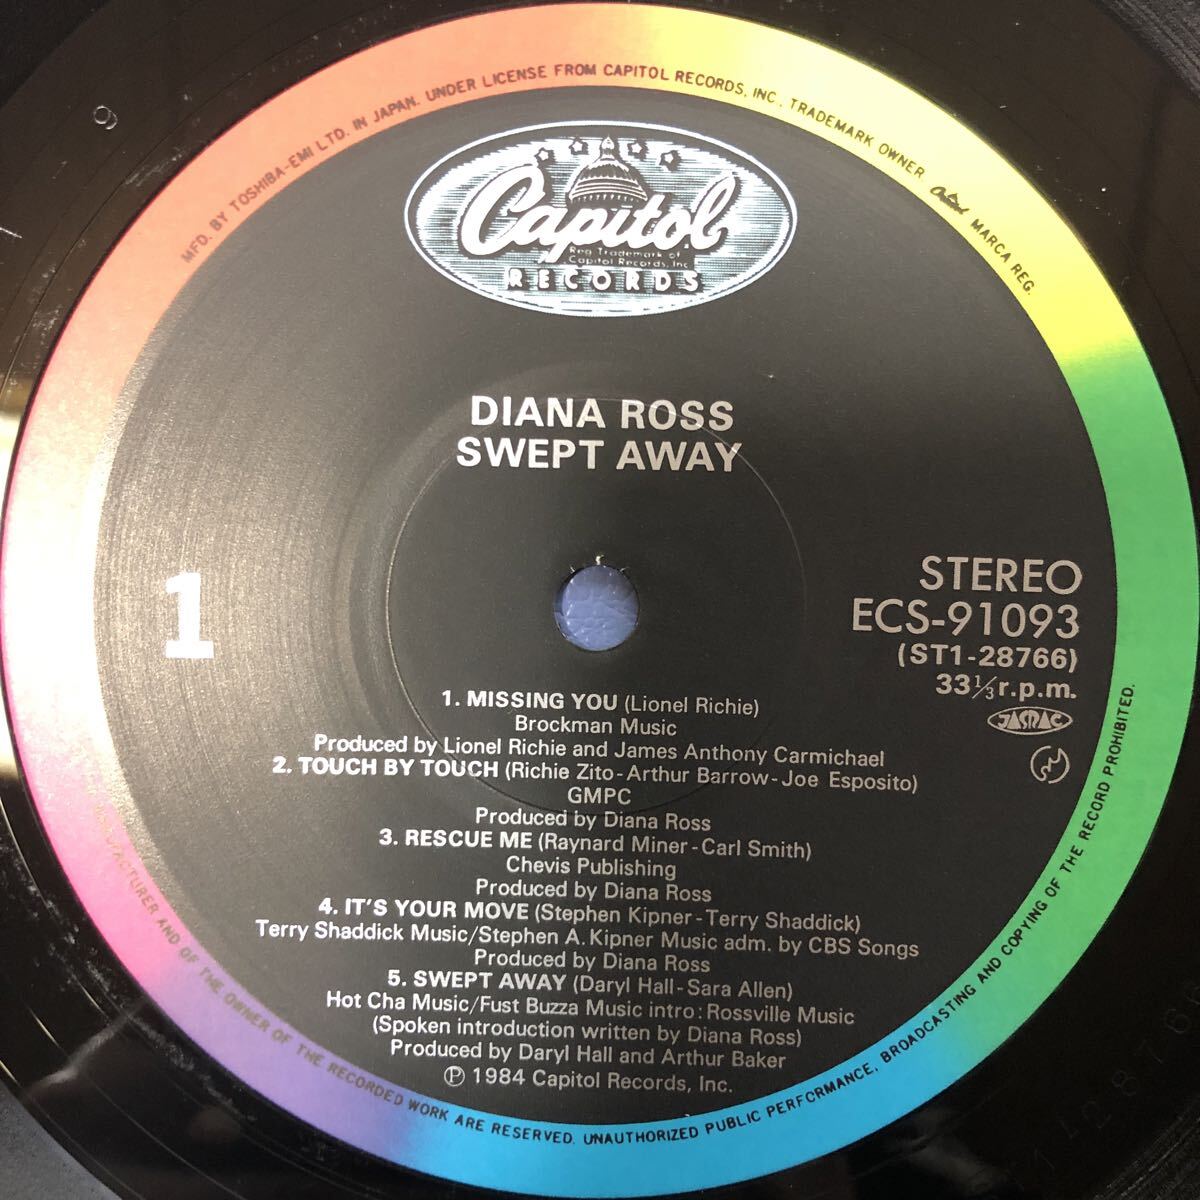 MFD. BY TOSHIBA-EMI LTD. IN JAPAN. UNDER LICENSE FROM CAPITOL RECORDS, INC., TRADEMARK OWNER Capitol MARCA REG.
Capitol
Reg. Trademark of
Capitol Records, Inc.
RECORDS
DIANA ROSS
SWEPT AWAY
1
STEREO
ECS-91093
(ST1-28766)
33⅓r.p.m.
JASRAC
1. MISSING YOU (Lionel Richie)
Brockman Music
Produced by Lionel Richie and James Anthony Carmichael
2. TOUCH BY TOUCH (Richie Zito-Arthur Barrow-Joe Esposito)
GMPC
Produced by Diana Ross
3. RESCUE ME (Raynard Miner-Carl Smith)
Chevis Publishing
Produced by Diana Ross
4. IT'S YOUR MOVE (Stephen Kipner-Terry Shaddick)
Terry Shaddick Music/Stephen A. Kipner Music adm. by CBS Songs
Produced by Diana Ross
5. SWEPT AWAY (Daryl Hall-Sara Allen)
Hot Cha Music/Fust Buzza Music intro: Rossville Music
(Spoken introduction written by Diana Ross)
Produced by Daryl Hall and Arthur Baker
℗ 1984 Capitol Records, Inc.
MANUFACTURER AND OF THE OWNER OF THE RECORDED WORK ARE RESERVED. UNAUTHORIZED PUBLIC PERFORMANCE, BROADCASTING AND COPYING OF THE RECORD PROHIBITED.
9